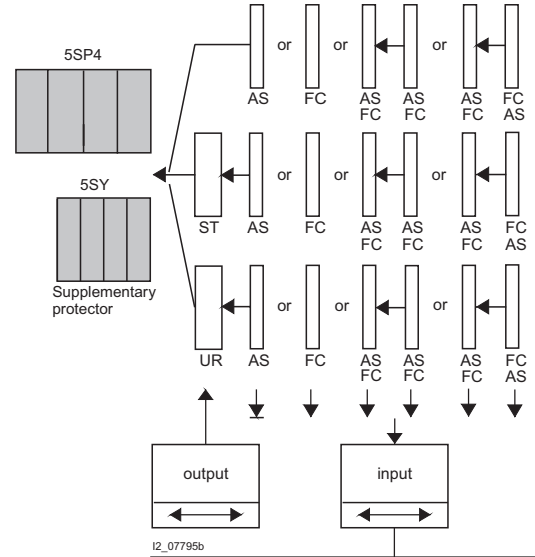 5SP4
5SY
Supplementary
protector
or or or
AS FC AS AS AS FC
FC FC FC AS
or or or
ST AS FC AS AS AS FC
FC FC FC AS
or or or
UR AS FC AS AS AS FC
FC FC FC AS
output input
I2_07795b